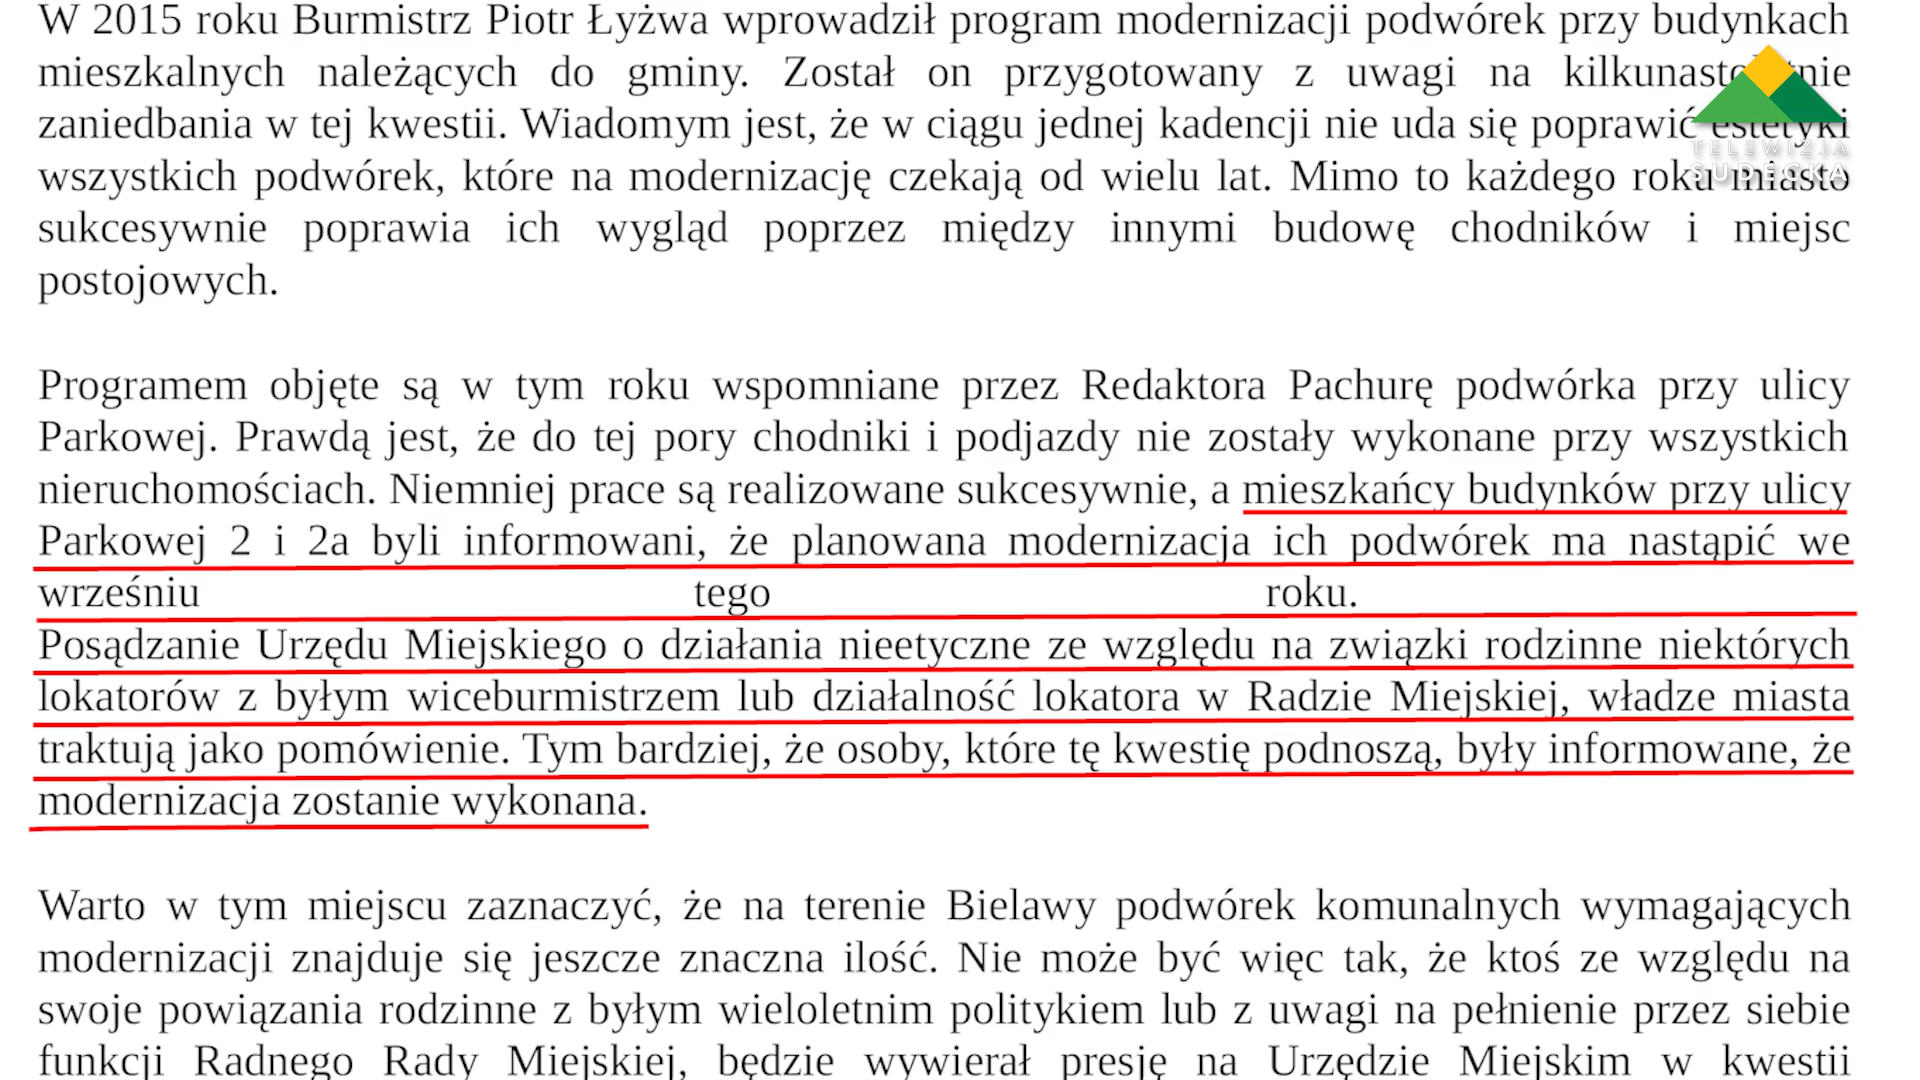 W 2015 roku Burmistrz Piotr Łyżwa wprowadził program modernizacji podwórek przy budynkach
mieszkalnych należących do gminy. Został on przygotowany z uwagi na kilkunastoletnie
zaniedbania w tej kwestii. Wiadomym jest, że w ciągu jednej kadencji nie uda się poprawić estetyki
wszystkich podwórek, które na modernizację czekają od wielu lat. Mimo to każdego roku miasto
sukcesywnie poprawia ich wygląd poprzez między innymi budowę chodników i miejsc
postojowych.
Programem objęte są w tym roku wspomniane przez Redaktora Pachurę podwórka przy ulicy
Parkowej. Prawdą jest, że do tej pory chodniki i podjazdy nie zostały wykonane przy wszystkich
nieruchomościach. Niemniej prace są realizowane sukcesywnie, a mieszkańcy budynków przy ulicy
Parkowej 2 i 2a byli informowani, że planowana modernizacja ich podwórek ma nastąpić we
wrześniu tego roku.
Posądzanie Urzędu Miejskiego o działania nieetyczne ze względu na związki rodzinne niektórych
lokatorów z byłym wiceburmistrzem lub działalność lokatora w Radzie Miejskiej, władze miasta
traktują jako pomówienie. Tym bardziej, że osoby, które tę kwestię podnoszą, były informowane, że
modernizacja zostanie wykonana.
Warto w tym miejscu zaznaczyć, że na terenie Bielawy podwórek komunalnych wymagających
modernizacji znajduje się jeszcze znaczna ilość. Nie może być więc tak, że ktoś ze względu na
swoje powiązania rodzinne z byłym wieloletnim politykiem lub z uwagi na pełnienie przez siebie
funkcji Radnego Rady Miejskiej, będzie wywierał presję na Urzędzie Miejskim w kwestii
TELEWIZJA
SUDECKA